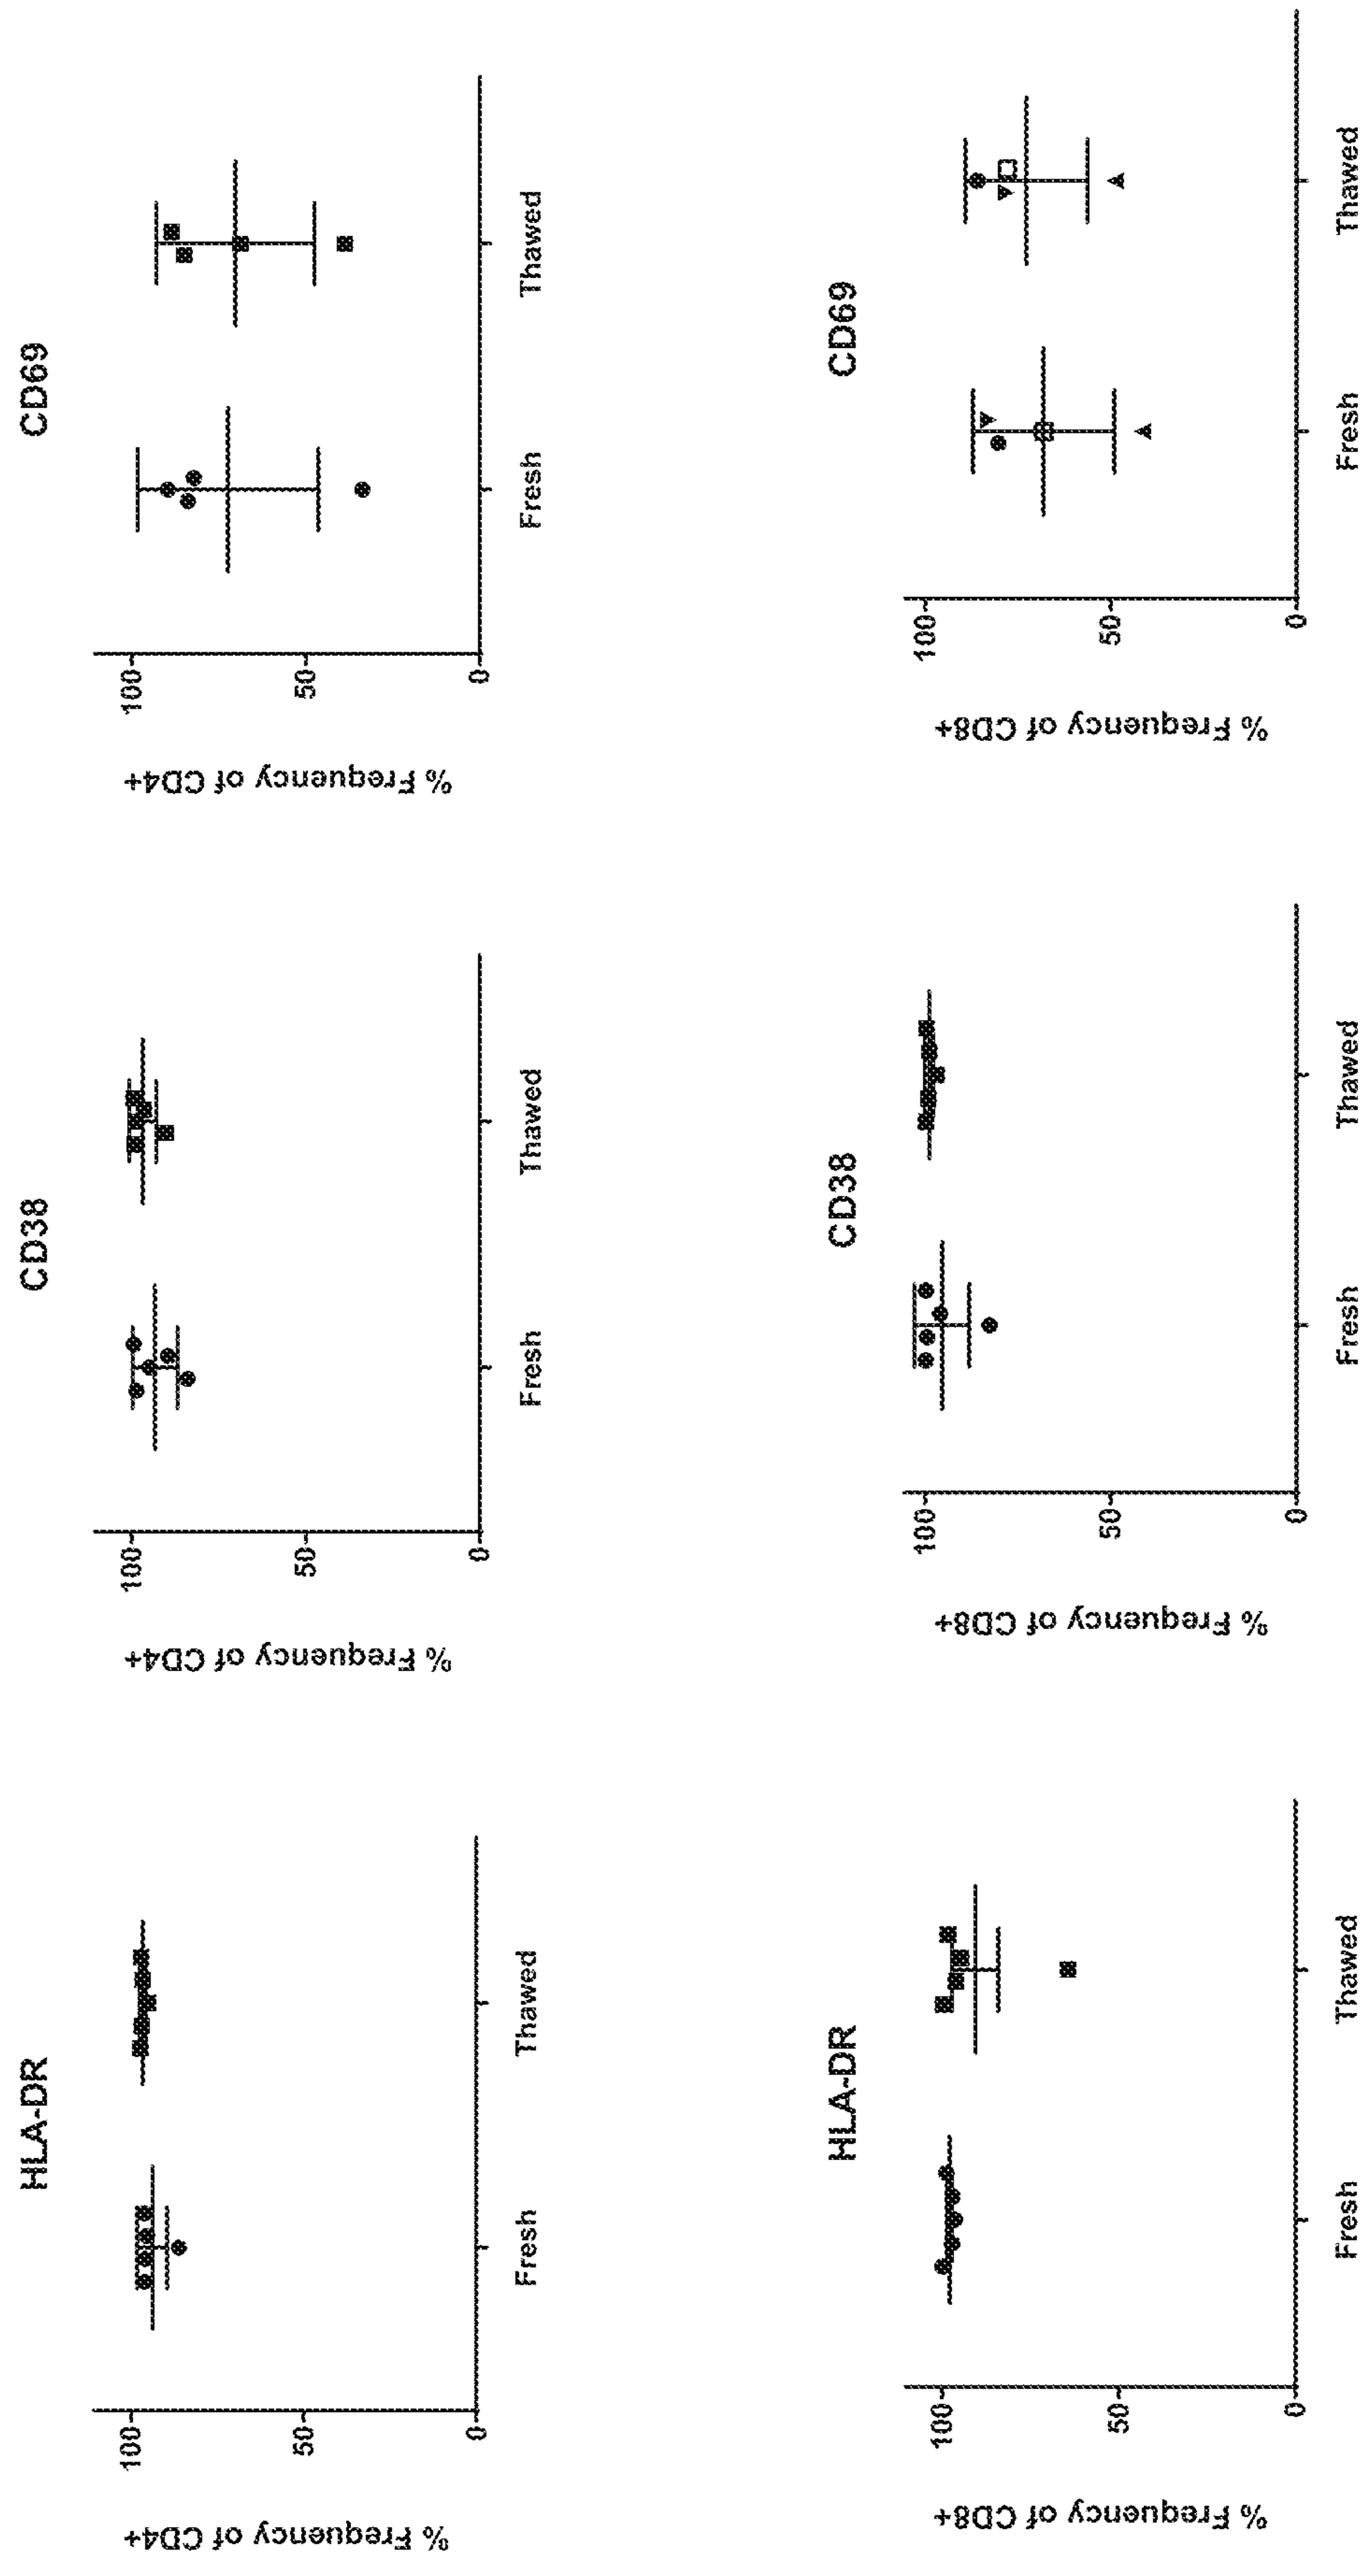 HLA-DR
% Frequency of CD4+
100
50
0
Fresh
Thawed
CD38
% Frequency of CD4+
100
50
0
Fresh
Thawed
CD69
% Frequency of CD4+
100
50
0
Fresh
Thawed
HLA-DR
% Frequency of CD8+
100
50
0
Fresh
Thawed
CD38
% Frequency of CD8+
100
50
0
Fresh
Thawed
CD69
% Frequency of CD8+
100
50
0
Fresh
Thawed